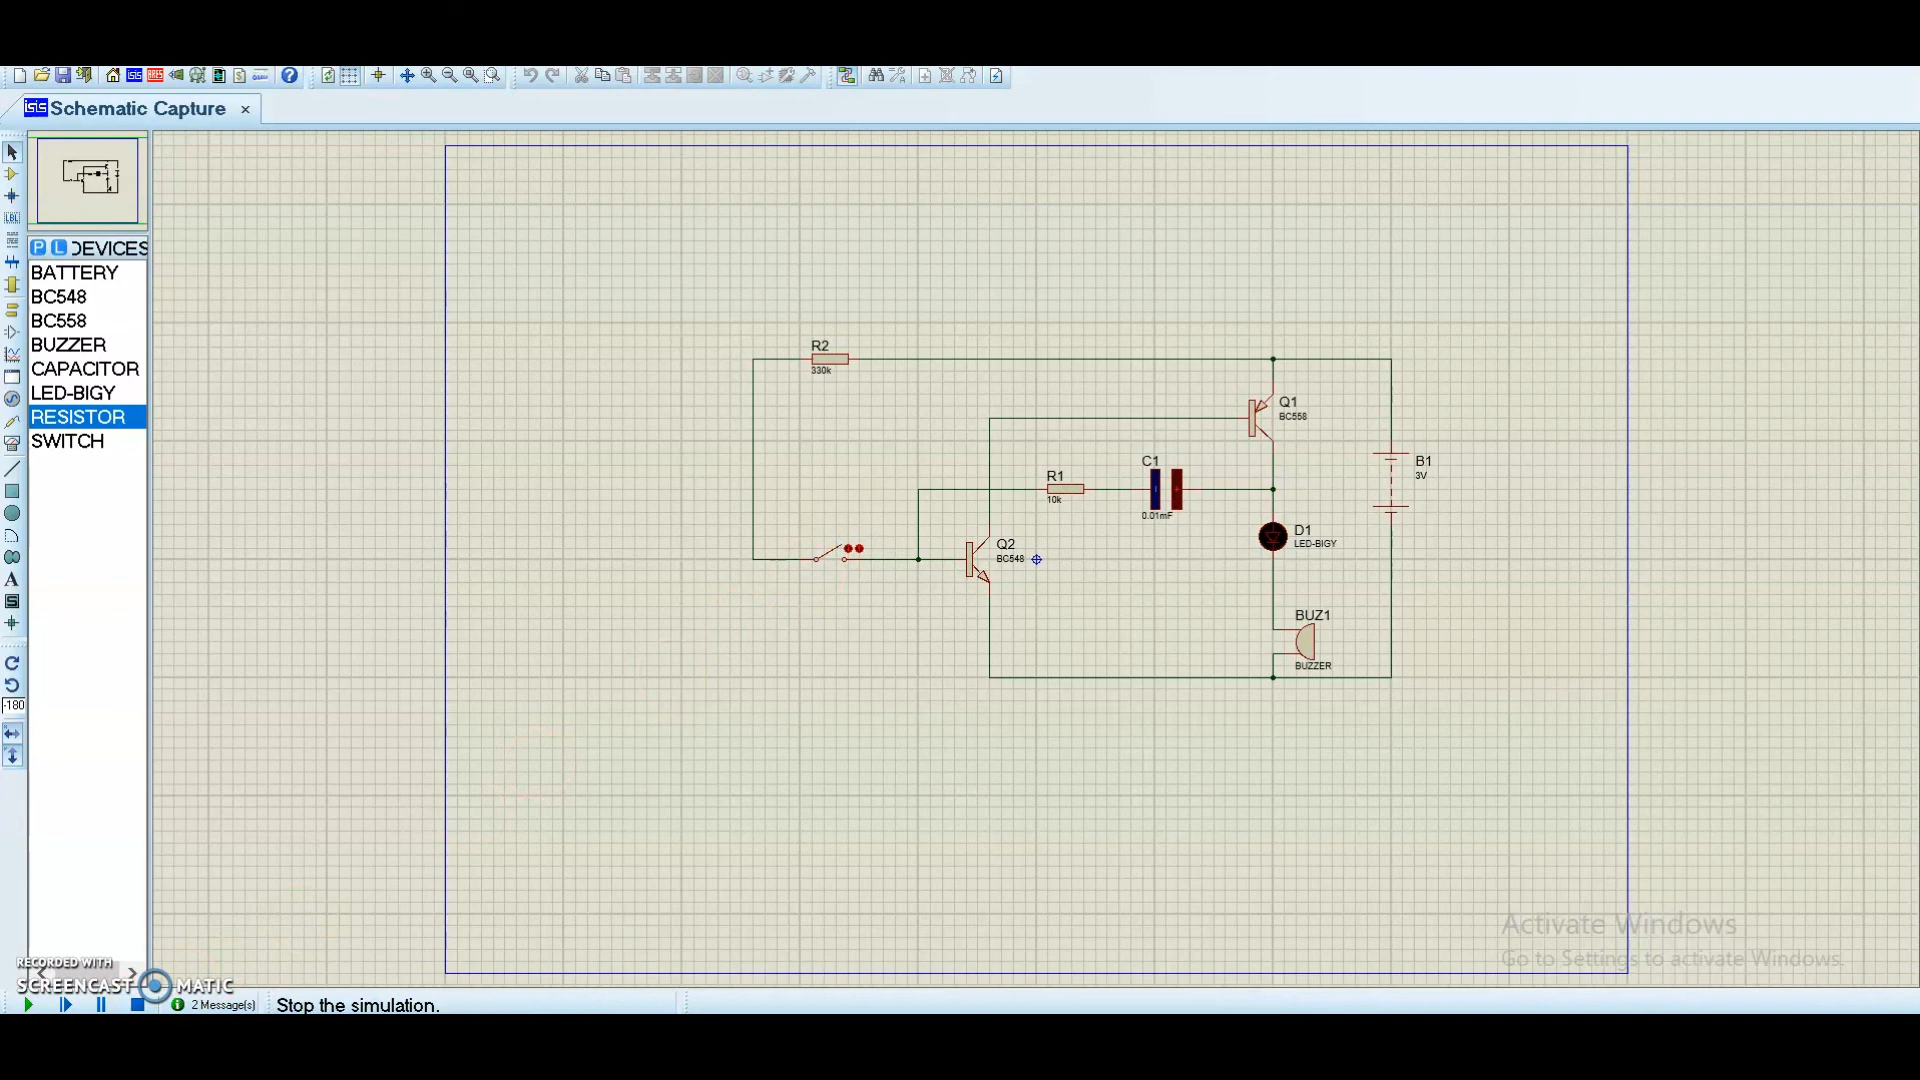 Schematic Capture
DEVICES
BATTERY
BC548
BC558
BUZZER
CAPACITOR
LED-BIGY
RESISTOR
SWITCH
R2
330k
Q1
BC558
R1
10k
C1
0.01mF
B1
3V
D1
LED-BIGY
Q2
BC548
BUZ1
BUZZER
-180
Activate Windows
Go to Settings to activate Windows.
RECORDED WITH
SCREENCAST MATIC
2 Message(s)
Stop the simulation.